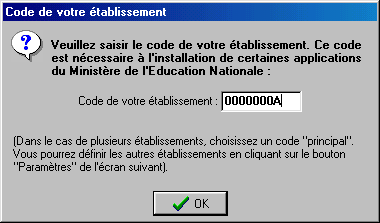 Code de votre établissement
Veuillez saisir le code de votre établissement. Ce code
est nécessaire à l'installation de certaines applications
du Ministère de l'Education Nationale :
Code de votre établissement : 0000000A
(Dans le cas de plusieurs établissements, choisissez un code "principal".
Vous pourrez définir les autres établissements en cliquant sur le bouton
"Paramètres" de l'écran suivant).
OK